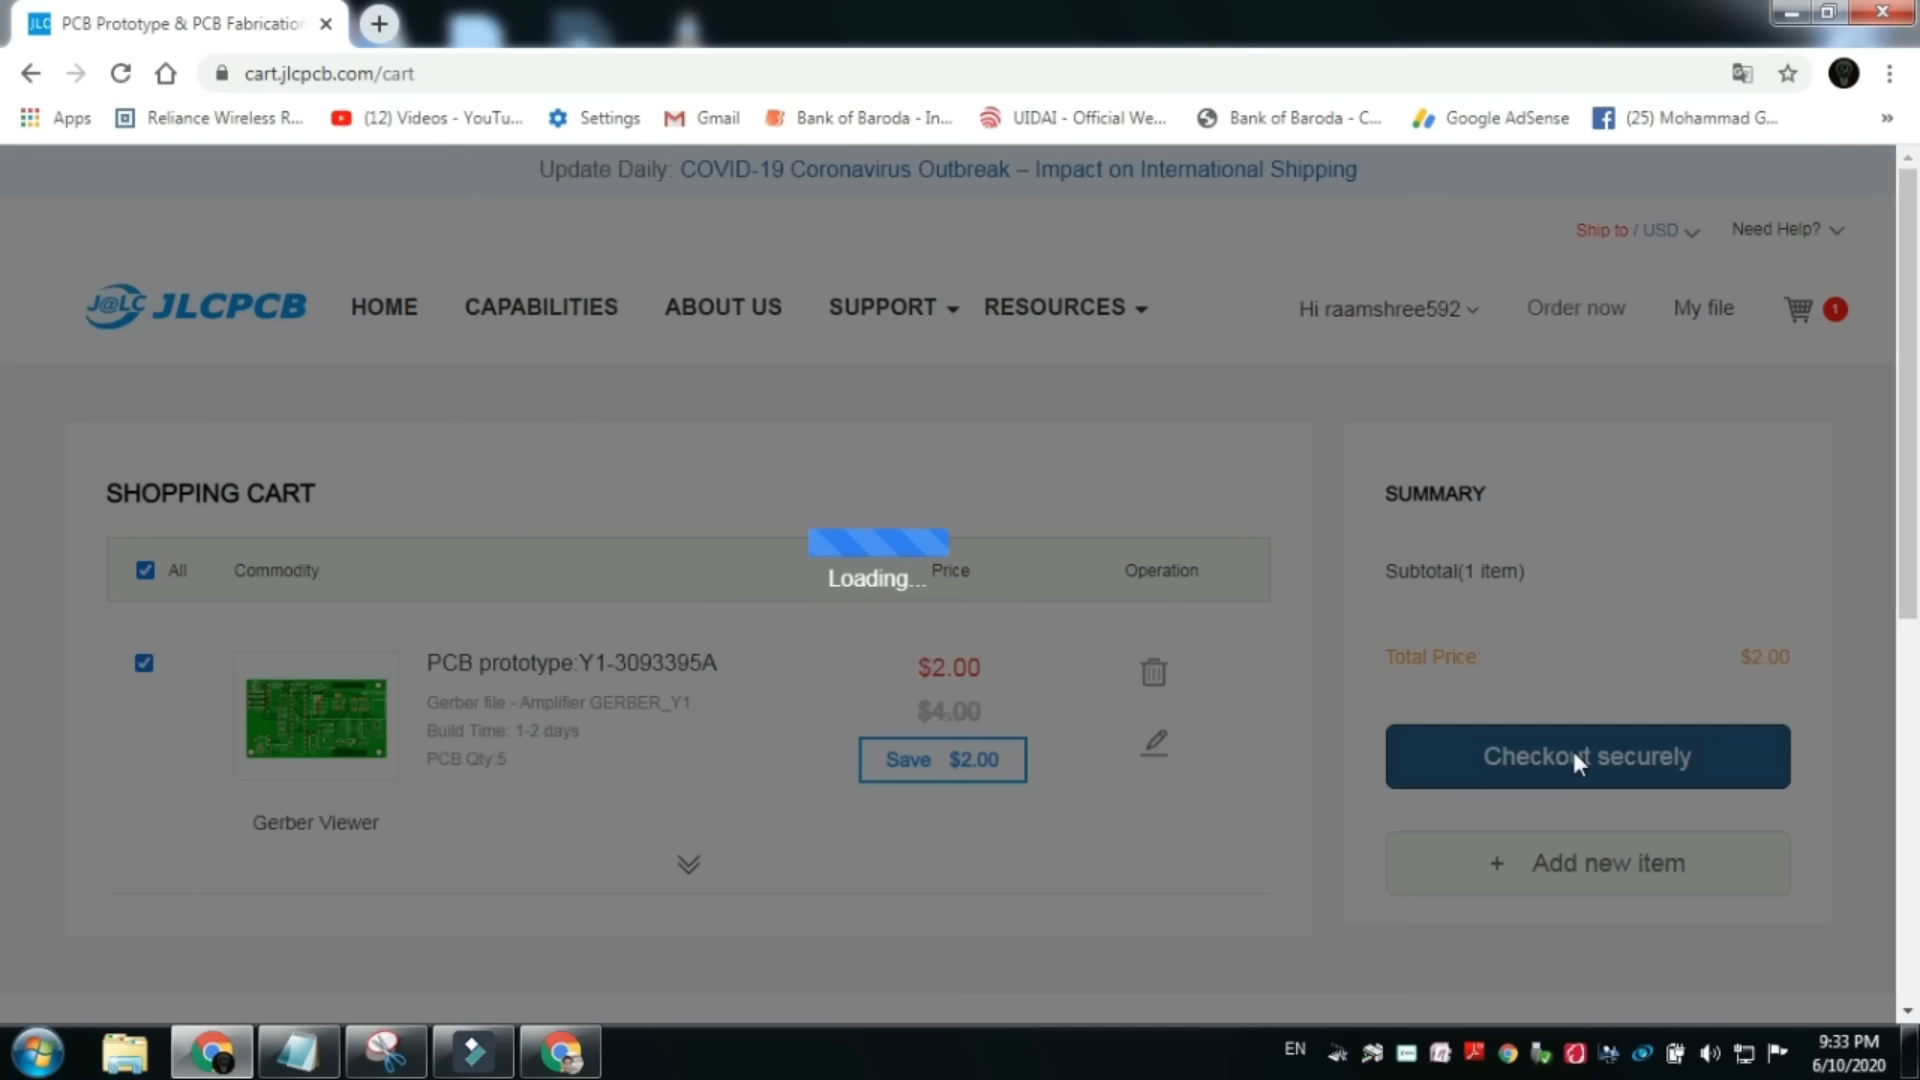 JLC PCB Prototype & PCB Fabrication
cart.jlcpcb.com/cart
Apps Reliance Wireless R... (12) Videos - YouTu... Settings Gmail Bank of Baroda - In... UIDAI - Official We... Bank of Baroda - C... Google AdSense (25) Mohammad G... »
Update Daily: COVID-19 Coronavirus Outbreak – Impact on International Shipping
Ship to / USD Need Help?
J@LC JLCPCB HOME CAPABILITIES ABOUT US SUPPORT RESOURCES Hi raamshree592 Order now My file 1
SHOPPING CART
All Commodity Price Operation
Loading...
PCB prototype:Y1-3093395A
Gerber file - Amplifier GERBER_Y1
Build Time: 1-2 days
PCB Qty:5
Gerber Viewer
$2.00
$4.00
Save $2.00
SUMMARY
Subtotal(1 item)
Total Price: $2.00
Checkout securely
+ Add new item
EN
9:33 PM
6/10/2020